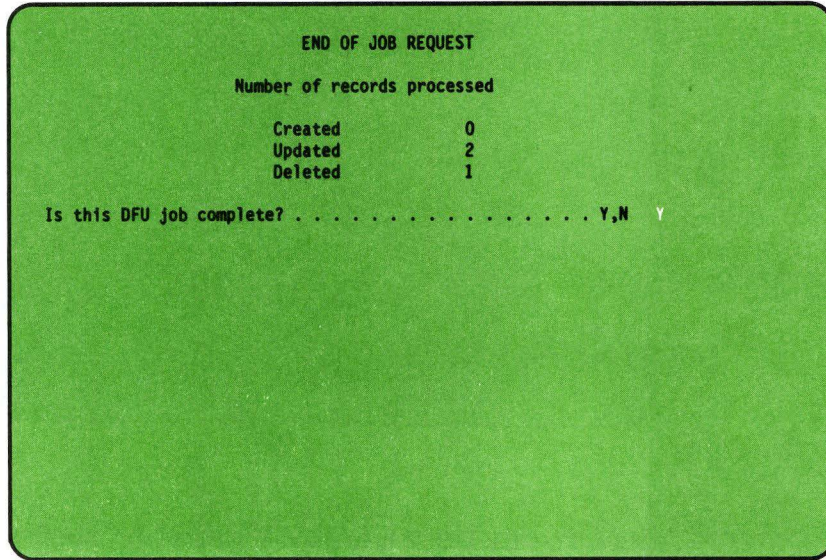 END OF JOB REQUEST
Number of records processed
Created 0
Updated 2
Deleted 1
Is this DFU job complete? . . . . . . . . . . . . . . . . . Y,N Y